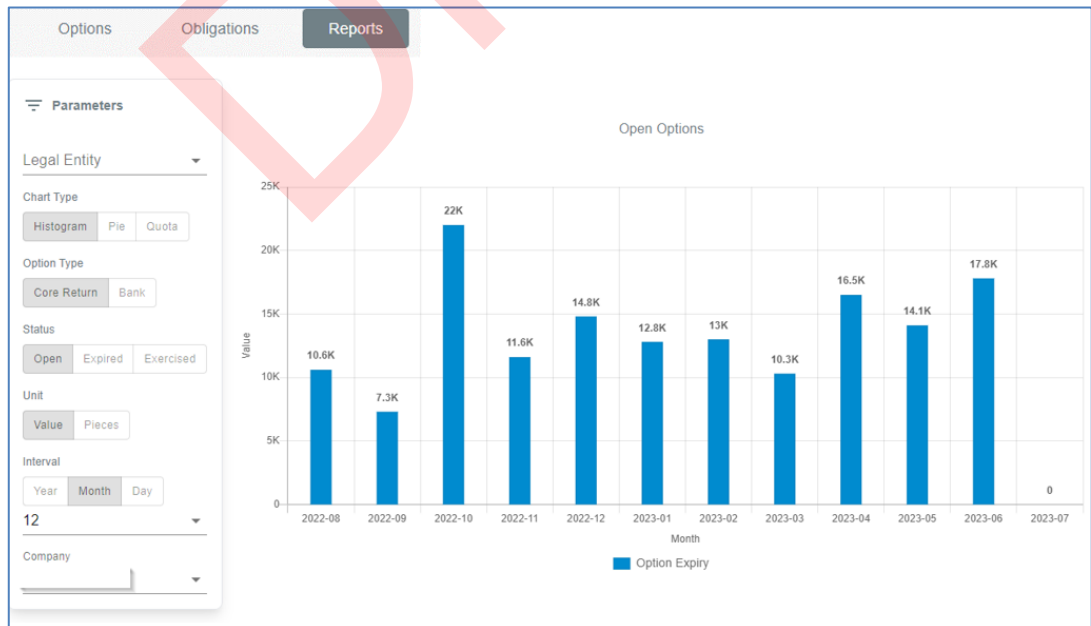 Options Obligations Reports
Parameters
Legal Entity
Chart Type
Histogram Pie Quota
Option Type
Core Return Bank
Status
Open Expired Exercised
Unit
Value Pieces
Interval
Year Month Day
12
Company
Open Options
25K
20K
15K
10K
5K
0
Value
10.6K
7.3K
22K
11.6K
14.8K
12.8K
13K
10.3K
16.5K
14.1K
17.8K
0
2022-08 2022-09 2022-10 2022-11 2022-12 2023-01 2023-02 2023-03 2023-04 2023-05 2023-06 2023-07
Month
Option Expiry